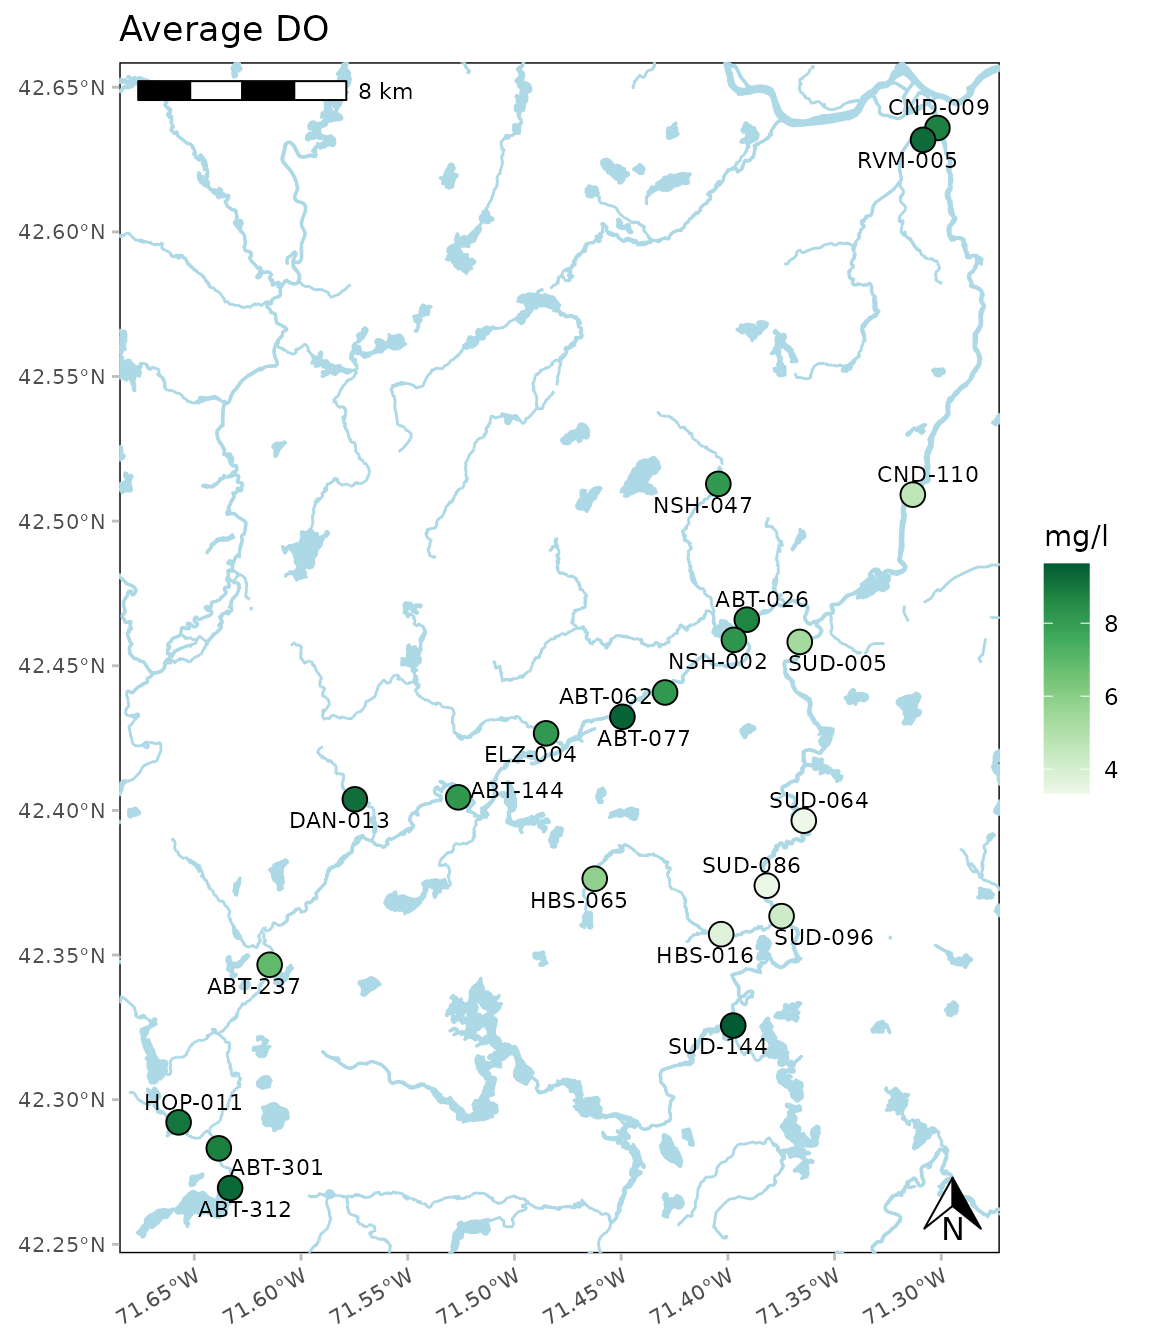 Average DO
42.65°N
8 km
CND-009
RVM-005
42.60°N
42.55°N
CND-110
NSH-047
42.50°N
mg/l
ABT-026
8
NSH-002
SUD-005
42.45°N
ABT-062
6
ABT-077
ELZ-004
4
ABT-144
SUD-064
42.40°N
DAN-013
SUD-086
HBS-065
SUD-096
HBS-016
42.35°N
ABT-237
SUD-144
42.30°N
HOP-011
ABT-301
ABT-312
N
42.25°N
71.65°W
71.60°W
71.55°W
71.50°W
71.45°W
71.40°W
71.35°W
71.30°W